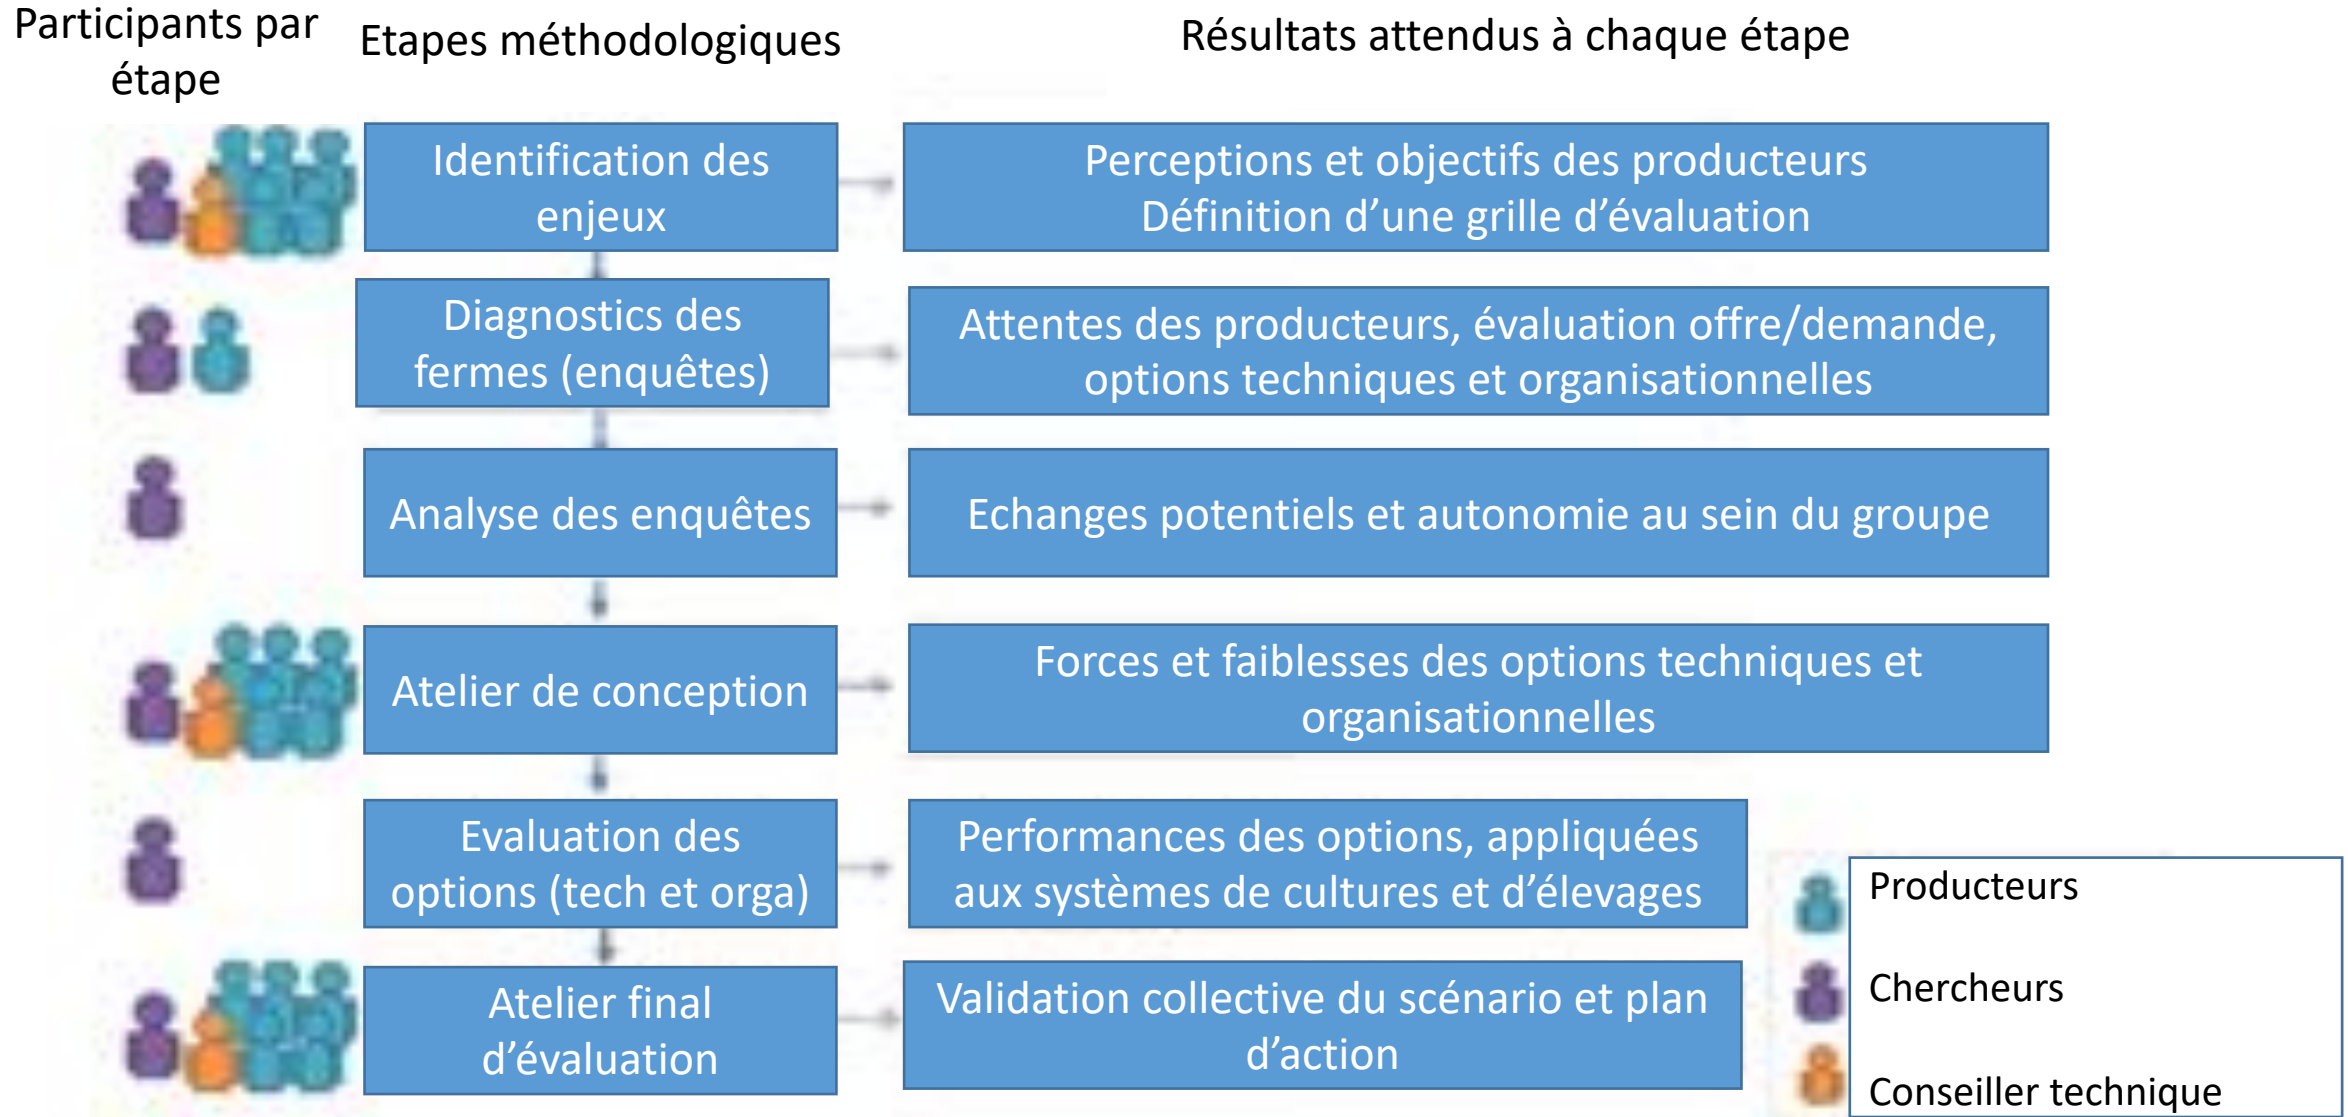 Participants par
étape
Etapes méthodologiques
Résultats attendus à chaque étape
Identification des
enjeux
Perceptions et objectifs des producteurs
Définition d’une grille d’évaluation
Diagnostics des
fermes (enquêtes)
Attentes des producteurs, évaluation offre/demande,
options techniques et organisationnelles
Analyse des enquêtes
Echanges potentiels et autonomie au sein du groupe
Atelier de conception
Forces et faiblesses des options techniques et
organisationnelles
Evaluation des
options (tech et orga)
Performances des options, appliquées
aux systèmes de cultures et d’élevages
Atelier final
d’évaluation
Validation collective du scénario et plan
d’action
Producteurs
Chercheurs
Conseiller technique